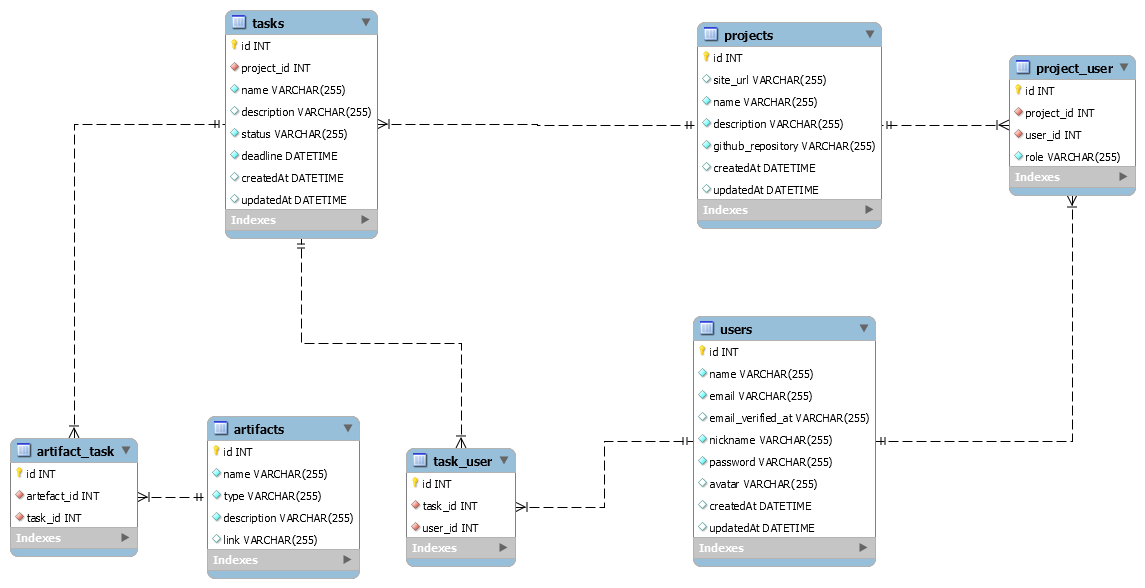 tasks
id INT
project_id INT
name VARCHAR(255)
description VARCHAR(255)
status VARCHAR(255)
deadline DATETIME
createdAt DATETIME
updatedAt DATETIME
Indexes
projects
id INT
site_url VARCHAR(255)
name VARCHAR(255)
description VARCHAR(255)
github_repository VARCHAR(255)
createdAt DATETIME
updatedAt DATETIME
Indexes
project_user
id INT
project_id INT
user_id INT
role VARCHAR(255)
Indexes
artifact_task
id INT
artefact_id INT
task_id INT
Indexes
artifacts
id INT
name VARCHAR(255)
type VARCHAR(255)
description VARCHAR(255)
link VARCHAR(255)
Indexes
task_user
id INT
task_id INT
user_id INT
Indexes
users
id INT
name VARCHAR(255)
email VARCHAR(255)
email_verified_at VARCHAR(255)
nickname VARCHAR(255)
password VARCHAR(255)
avatar VARCHAR(255)
createdAt DATETIME
updatedAt DATETIME
Indexes